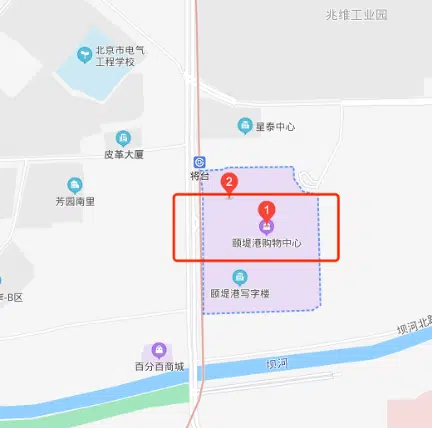 兆维工业园
北京市电气
工程学校
星泰中心
皮革大厦
将台
2
芳园南里
1
颐堤港购物中心
颐堤港写字楼
-B区
坝河北路
百分百商城
坝河